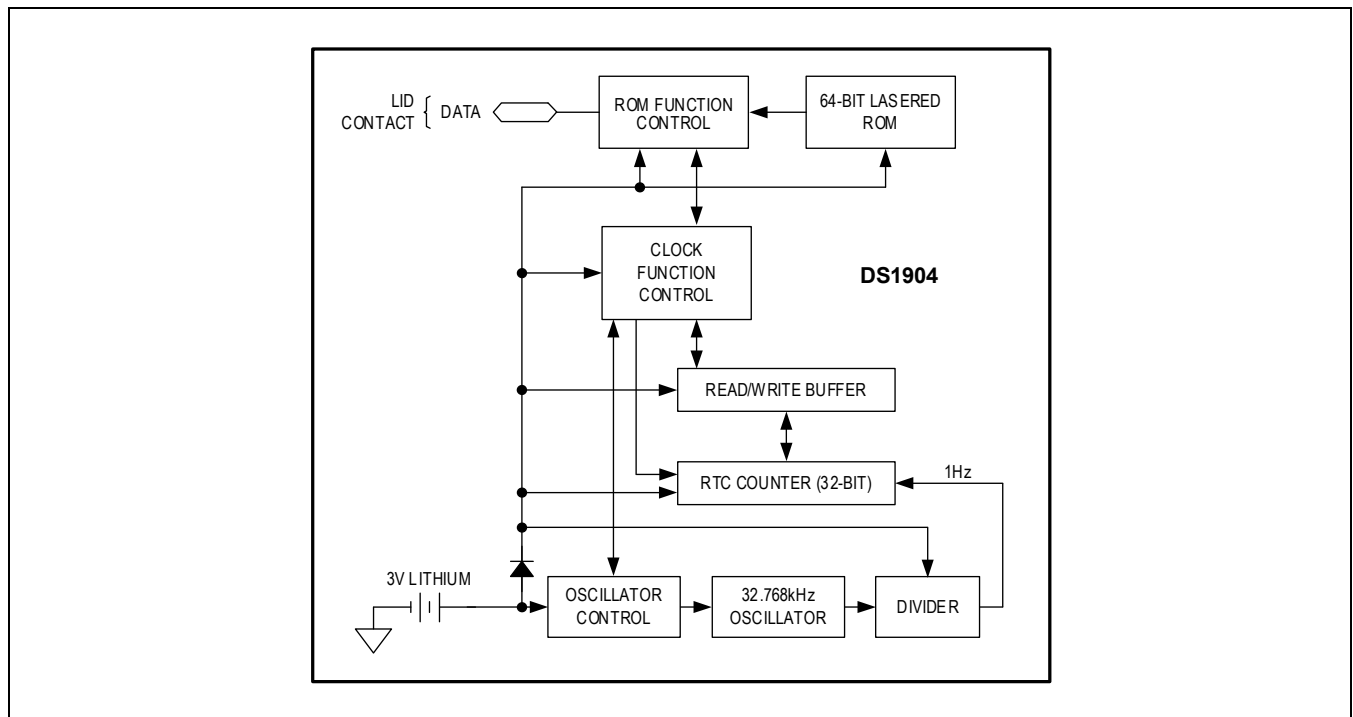 LID
CONTACT
DATA
ROM FUNCTION
CONTROL
64-BIT LASERED
ROM
CLOCK
FUNCTION
CONTROL
DS1904
READ/WRITE BUFFER
RTC COUNTER (32-BIT)
1Hz
3V LITHIUM
OSCILLATOR
CONTROL
32.768kHz
OSCILLATOR
DIVIDER